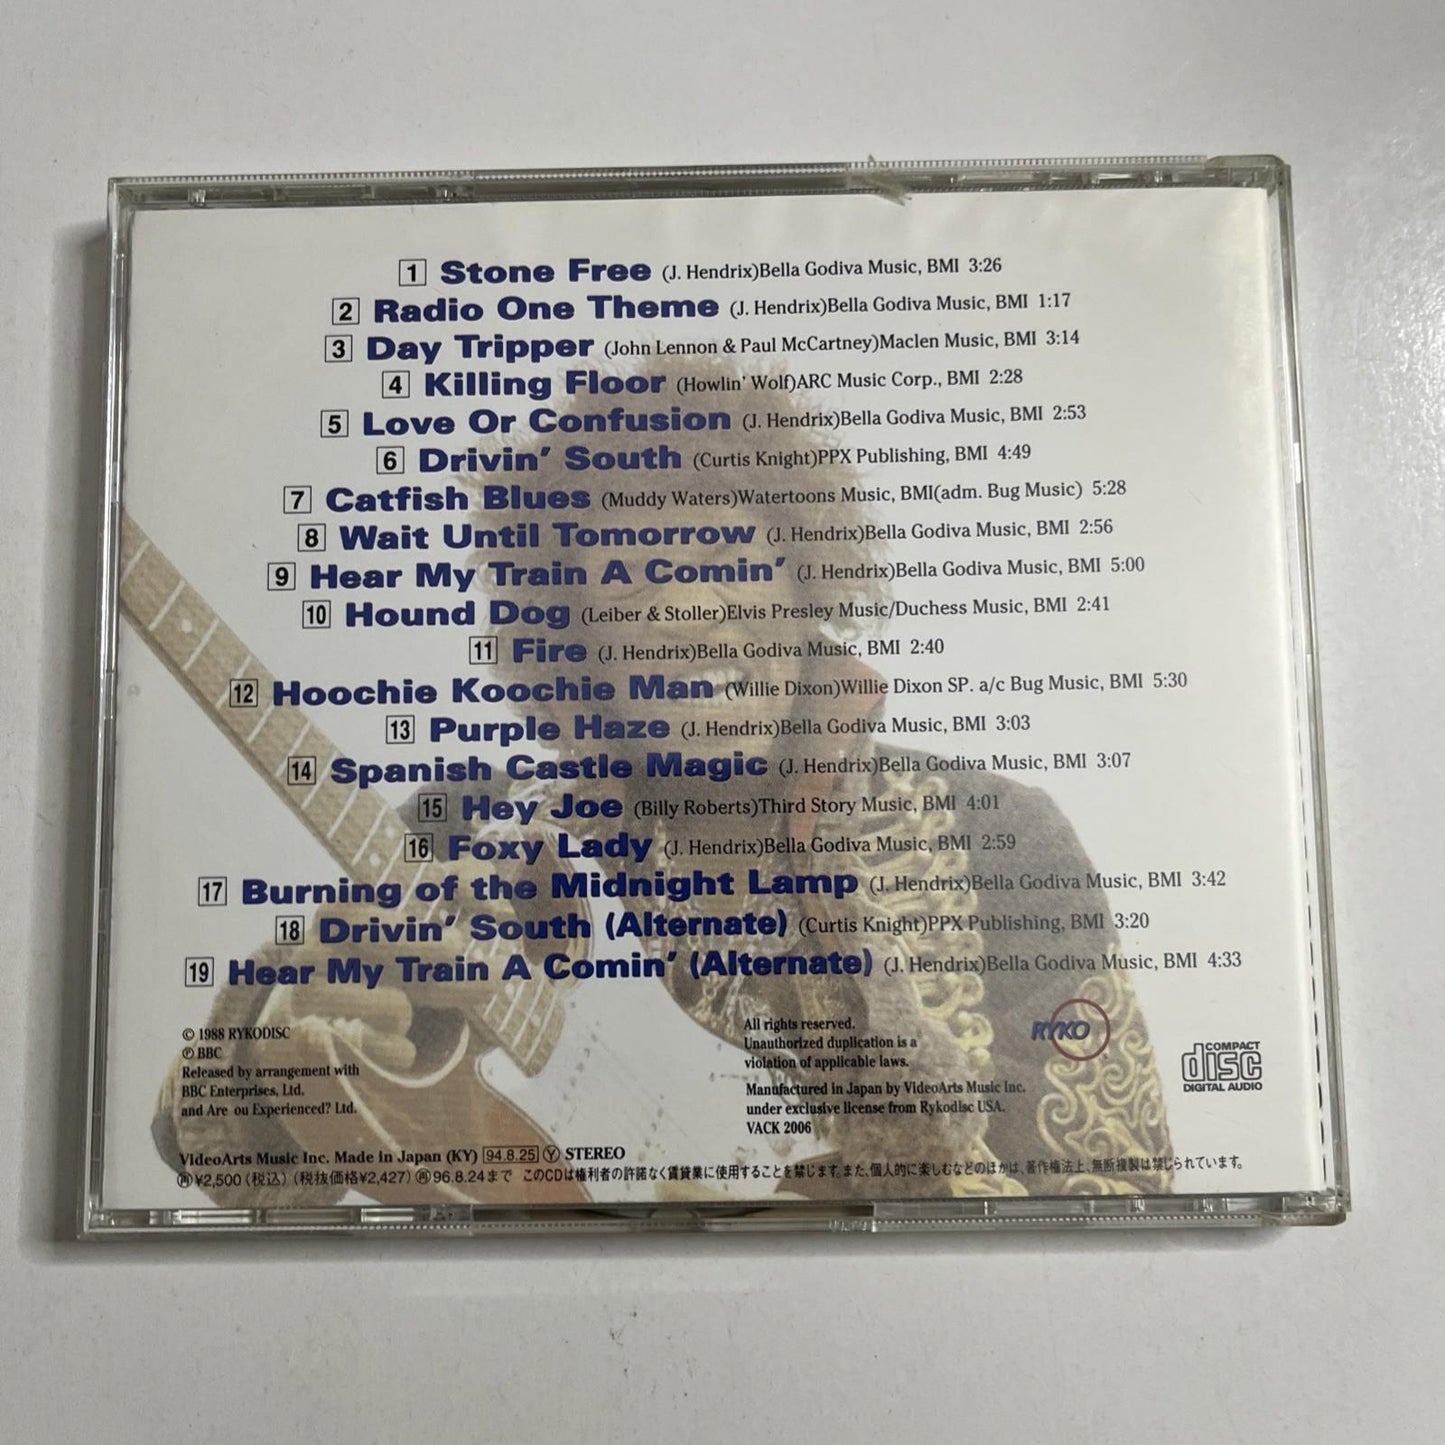 1 Stone Free (J. Hendrix)Bella Godiva Music, BMI 3:26
2 Radio One Theme (J. Hendrix)Bella Godiva Music, BMI 1:17
3 Day Tripper (John Lennon & Paul McCartney)Maclen Music, BMI 3:14
4 Killing Floor (Howlin' Wolf)ARC Music Corp., BMI 2:28
5 Love Or Confusion (J. Hendrix)Bella Godiva Music, BMI 2:53
6 Drivin' South (Curtis Knight)PPX Publishing, BMI 4:49
7 Catfish Blues (Muddy Waters)Watertoons Music, BMI(adm. Bug Music) 5:28
8 Wait Until Tomorrow (J. Hendrix)Bella Godiva Music, BMI 2:56
9 Hear My Train A Comin' (J. Hendrix)Bella Godiva Music, BMI 5:00
10 Hound Dog (Leiber & Stoller)Elvis Presley Music/Duchess Music, BMI 2:41
11 Fire (J. Hendrix)Bella Godiva Music, BMI 2:40
12 Hoochie Koochie Man (Willie Dixon)Willie Dixon SP. a/c Bug Music, BMI 5:30
13 Purple Haze (J. Hendrix)Bella Godiva Music, BMI 3:03
14 Spanish Castle Magic (J. Hendrix)Bella Godiva Music, BMI 3:07
15 Hey Joe (Billy Roberts)Third Story Music, BMI 4:01
16 Foxy Lady (J. Hendrix)Bella Godiva Music, BMI 2:59
17 Burning of the Midnight Lamp (J. Hendrix)Bella Godiva Music, BMI 3:42
18 Drivin' South (Alternate) (Curtis Knight)PPX Publishing, BMI 3:20
19 Hear My Train A Comin' (Alternate) (J. Hendrix)Bella Godiva Music, BMI 4:33
© 1988 RYKODISC
℗ BBC
Released by arrangement with
BBC Enterprises, Ltd.
and Are ou Experienced? Ltd.
All rights reserved.
Unauthorized duplication is a
violation of applicable laws.
Manufactured in Japan by VideoArts Music Inc.
under exclusive license from Rykodisc USA.
VACK 2006
RYKO
COMPACT
disc
DIGITAL AUDIO
VideoArts Music Inc. Made in Japan (KY) 94.8.25 Ⓨ STEREO
㊞¥2,500(税込)(税抜価格¥2,427)㊞96.8.24まで このCDは権利者の許諾なく賃貸業に使用することを禁じます。また、個人的に楽しむなどのほかは、著作権法上、無断複製は禁じられています。